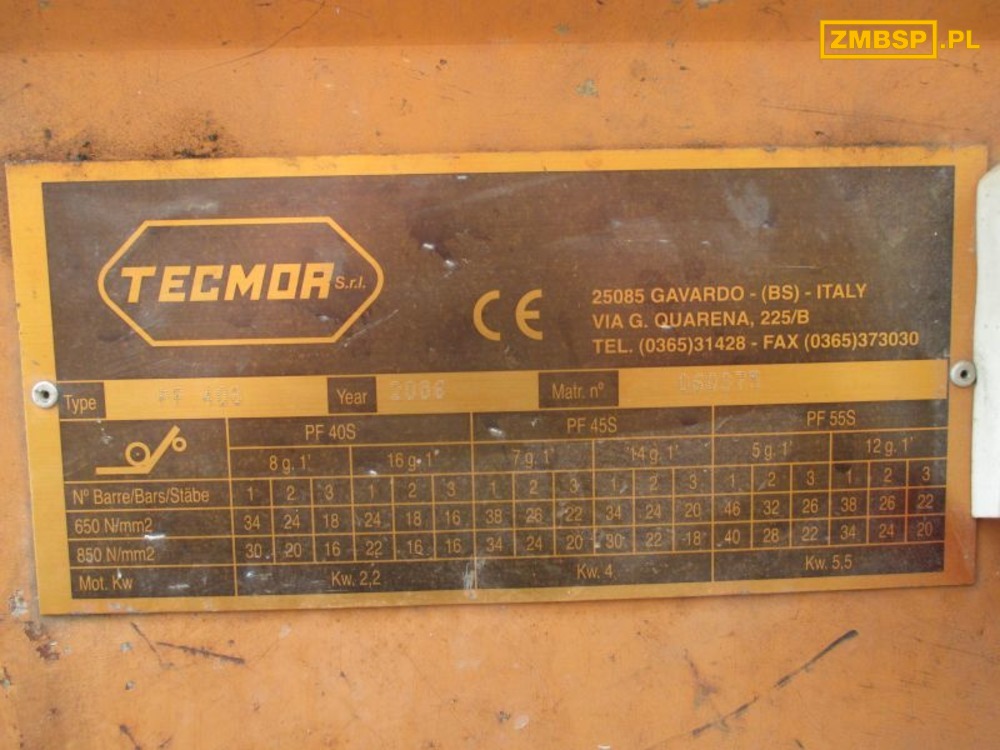 ZMBSP.PL
TECMOR S.r.l.
CE
25085 GAVARDO - (BS) - ITALY
VIA G. QUARENA, 225/B
TEL. (0365)31428 - FAX (0365)373030
Type PF 40S Year 2006 Matr. nº
PF 40S PF 45S PF 55S
8 g. 1' 16 g. 1' 7 g. 1' 14 g. 1' 5 g. 1' 12 g. 1'
Nº Barre/Bars/Stäbe 1 2 3 1 2 3 1 2 3 1 2 3 1 2 3 1 2 3
650 N/mm2 34 24 18 24 18 16 38 26 22 34 24 20 46 32 26 38 26 22
850 N/mm2 30 20 16 22 16 16 34 24 20 30 22 18 40 28 22 34 24 20
Mot. Kw Kw. 2,2 Kw. 4 Kw. 5,5